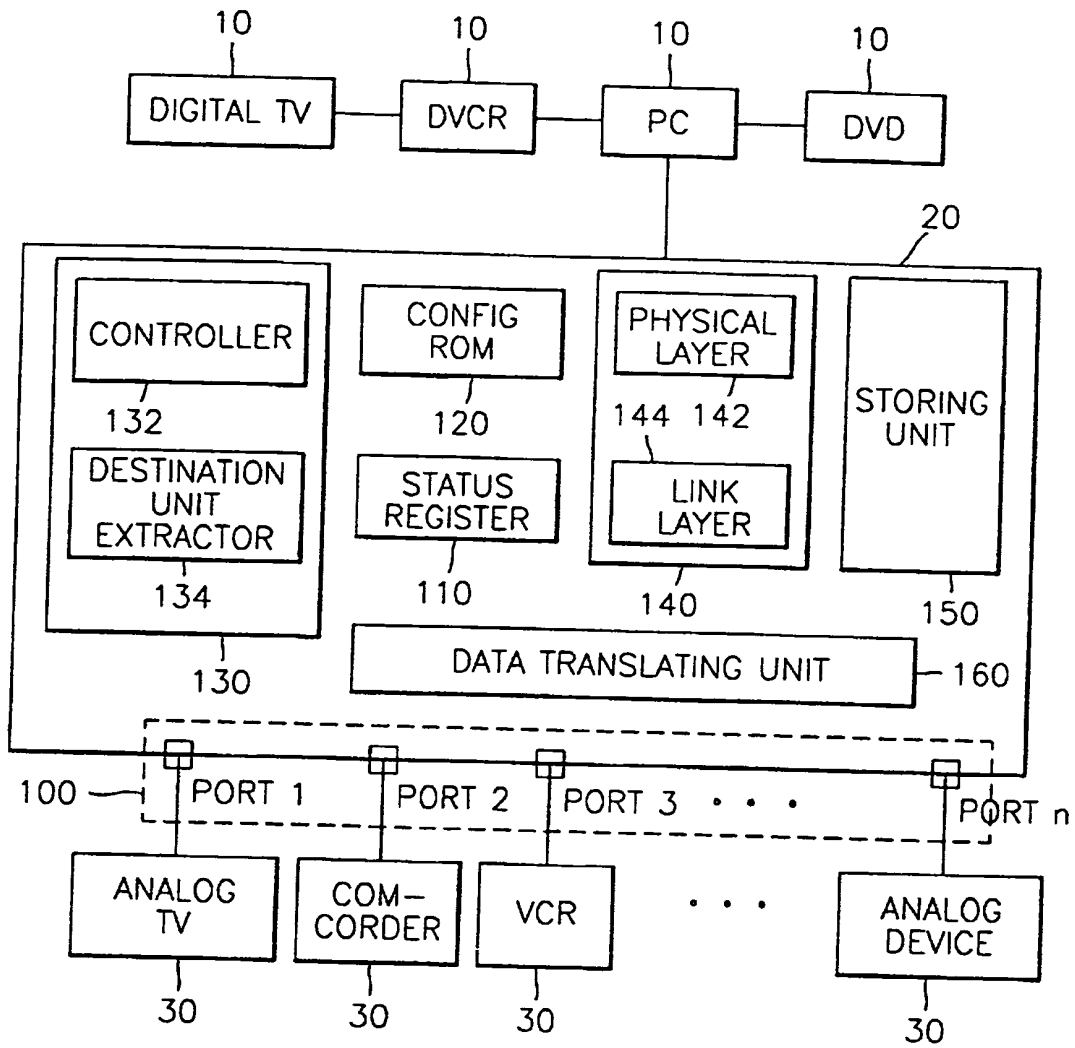 10
10
10
10
DIGITAL TV
DVCR
PC
DVD
20
CONTROLLER
132
CONFIG
ROM
120
PHYSICAL
LAYER
144
142
STORING
UNIT
DESTINATION
UNIT
EXTRACTOR
134
STATUS
REGISTER
110
LINK
LAYER
140
150
130
DATA TRANSLATING UNIT
160
100
PORT 1
PORT 2
PORT 3
• • •
PORT n
ANALOG
TV
COM-
CORDER
VCR
• • •
ANALOG
DEVICE
30
30
30
30